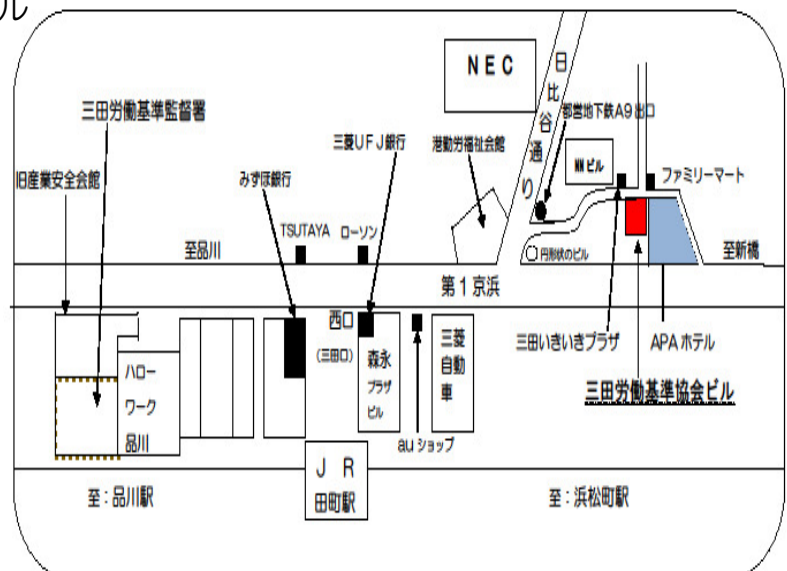 ル
NEC
日比谷通り
三田労働基準監督署
都営地下鉄A9出口
三菱UFJ銀行
港勤労福祉会館
NNビル
ファミリーマート
旧産業安全会館
みずほ銀行
TSUTAYA
ローソン
至品川
円形状のビル
至新橋
第1京浜
西口
(三田口)
森永
プラザ
ビル
三菱
自動
車
三田いきいきプラザ
APAホテル
ハロー
ワーク
品川
三田労働基準協会ビル
auショップ
JR
田町駅
至:品川駅
至:浜松町駅